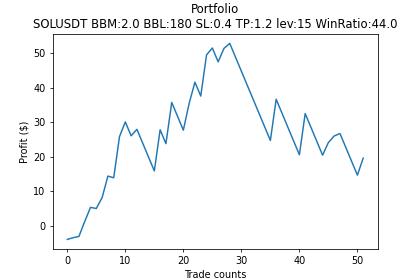 Portfolio
SOLUSDT BBM:2.0 BBL:180 SL:0.4 TP:1.2 lev:15 WinRatio:44.0
50
40
30
20
10
0
Profit ($)
0 10 20 30 40 50
Trade counts